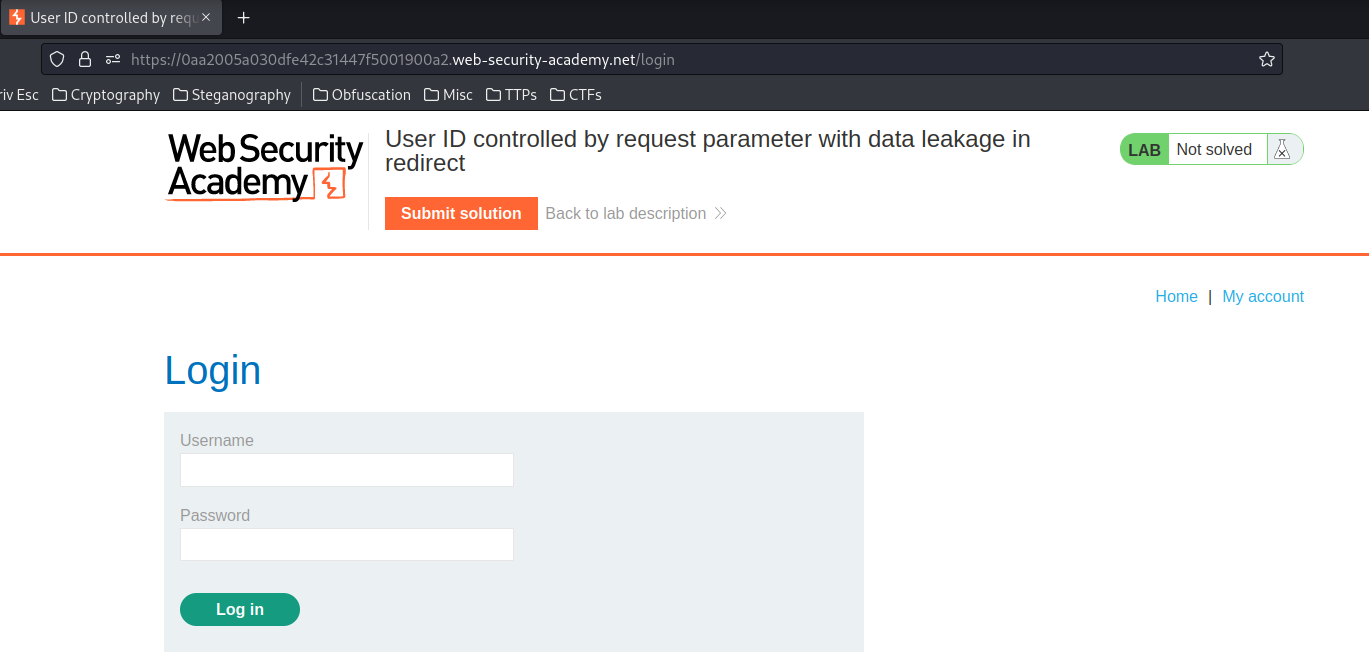 User ID controlled by requ
https://0aa2005a030dfe42c31447f5001900a2.web-security-academy.net/login
riv Esc Cryptography Steganography Obfuscation Misc TTPs CTFs
WebSecurity
Academy
User ID controlled by request parameter with data leakage in
redirect
LAB Not solved
Submit solution Back to lab description
Home | My account
Login
Username
Password
Log in